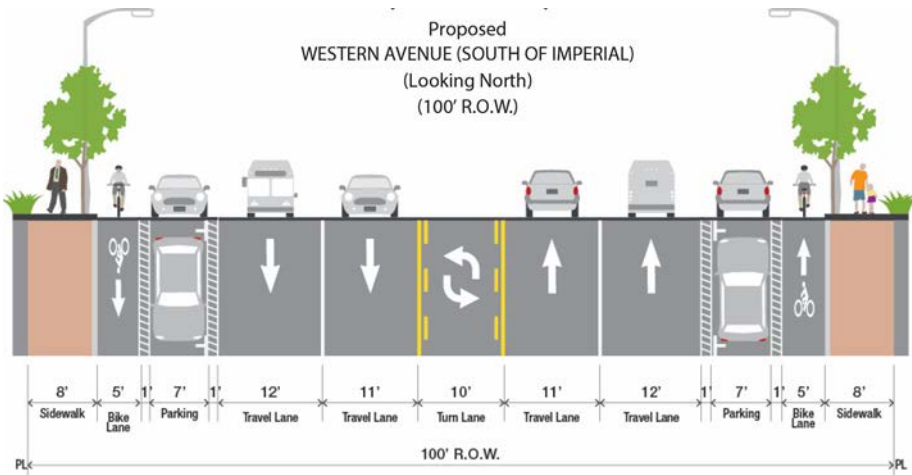 Proposed
WESTERN AVENUE (SOUTH OF IMPERIAL)
(Looking North)
(100' R.O.W.)
8' 5' 1' 7' 1' 12' 11' 10' 11' 12' 1' 7' 1' 5' 8'
Sidewalk Bike Lane Parking Travel Lane Travel Lane Turn Lane Travel Lane Travel Lane Parking Bike Lane Sidewalk
100' R.O.W.
PL PL